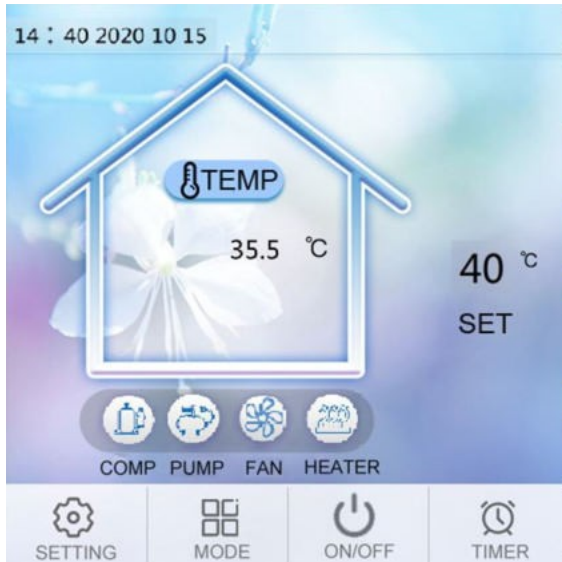 14：40 2020 10 15
TEMP
35.5 ℃
40 ℃
SET
COMP PUMP FAN HEATER
SETTING MODE ON/OFF TIMER